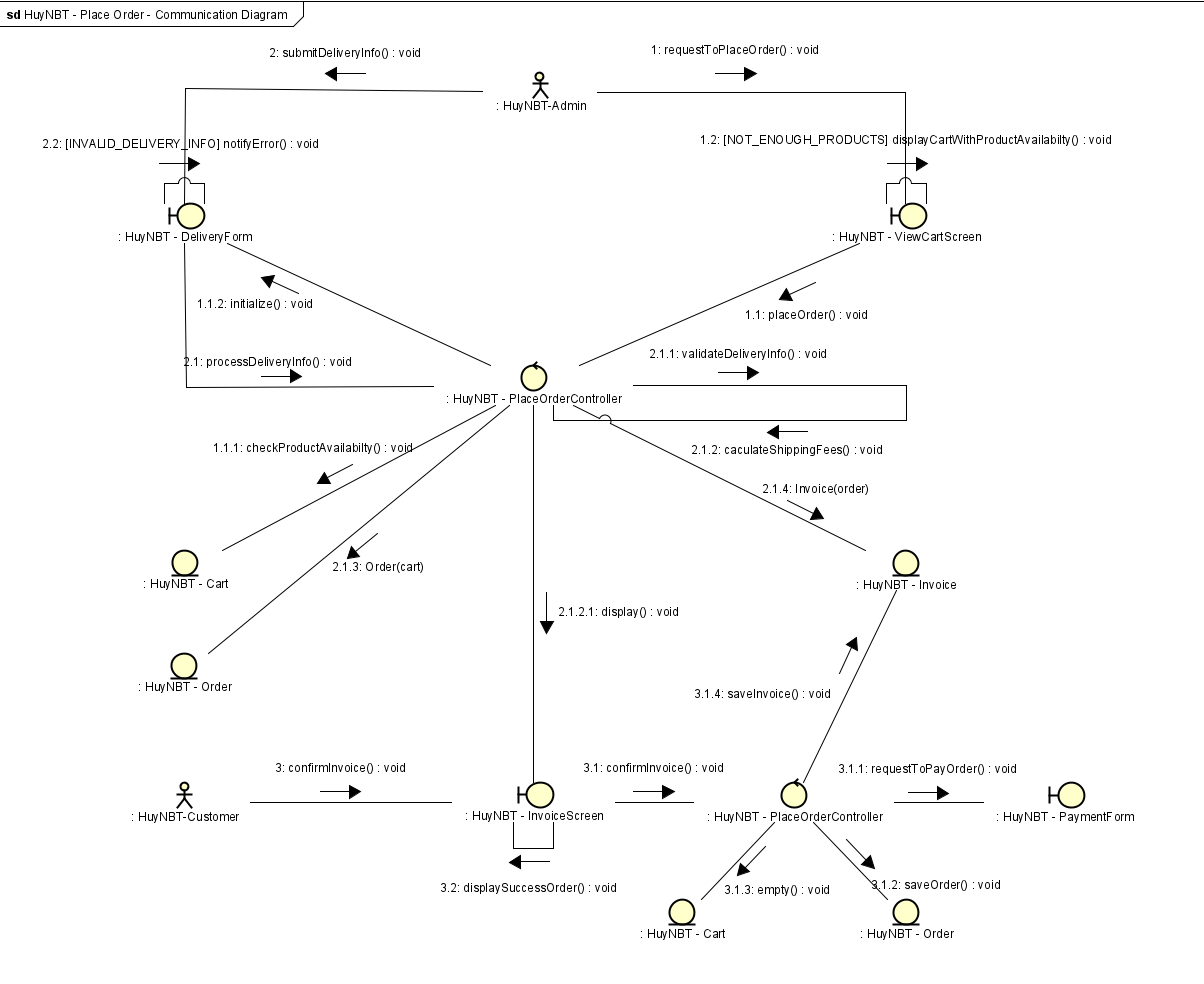 sd HuyNBT - Place Order - Communication Diagram
2: submitDeliveryInfo() : void
1: requestToPlaceOrder() : void
: HuyNBT-Admin
2.2: [INVALID_DELIVERY_INFO] notifyError() : void
1.2: [NOT_ENOUGH_PRODUCTS] displayCartWithProductAvailabilty() : void
: HuyNBT - DeliveryForm
: HuyNBT - ViewCartScreen
1.1.2: initialize() : void
1.1: placeOrder() : void
2.1: processDeliveryInfo() : void
2.1.1: validateDeliveryInfo() : void
: HuyNBT - PlaceOrderController
1.1.1: checkProductAvailabilty() : void
2.1.2: caculateShippingFees() : void
2.1.4: Invoice(order)
2.1.3: Order(cart)
: HuyNBT - Cart
: HuyNBT - Invoice
2.1.2.1: display() : void
: HuyNBT - Order
3.1.4: saveInvoice() : void
3: confirmInvoice() : void
3.1: confirmInvoice() : void
3.1.1: requestToPayOrder() : void
: HuyNBT-Customer
: HuyNBT - InvoiceScreen
: HuyNBT - PlaceOrderController
: HuyNBT - PaymentForm
3.2: displaySuccessOrder() : void
3.1.3: empty() : void
3.1.2: saveOrder() : void
: HuyNBT - Cart
: HuyNBT - Order